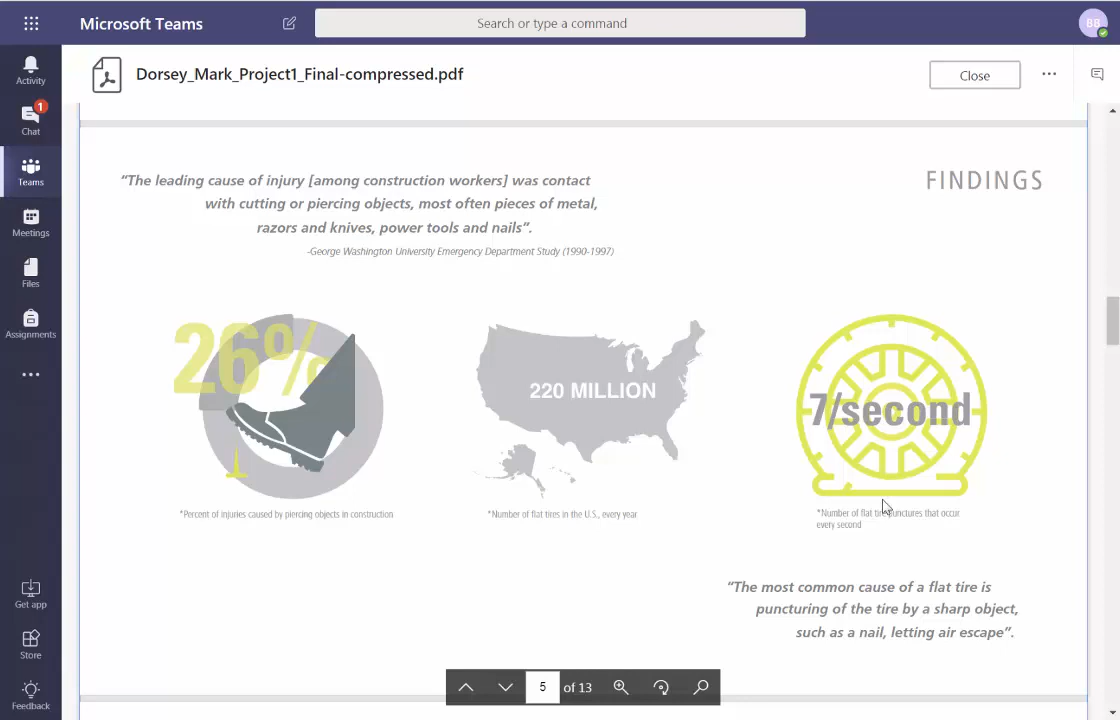 Microsoft Teams
Search or type a command
BB
Activity
Dorsey_Mark_Project1_Final-compressed.pdf
Close
1
Chat
Teams
Meetings
Files
Assignments
Get app
Store
Feedback
“The leading cause of injury [among construction workers] was contact
with cutting or piercing objects, most often pieces of metal,
razors and knives, power tools and nails”.
-George Washington University Emergency Department Study (1990-1997)
FINDINGS
26%
220 MILLION
7/second
*Percent of injuries caused by piercing objects in construction
*Number of flat tires in the U.S., every year
*Number of flat tire punctures that occur
every second
“The most common cause of a flat tire is
puncturing of the tire by a sharp object,
such as a nail, letting air escape”.
5 of 13